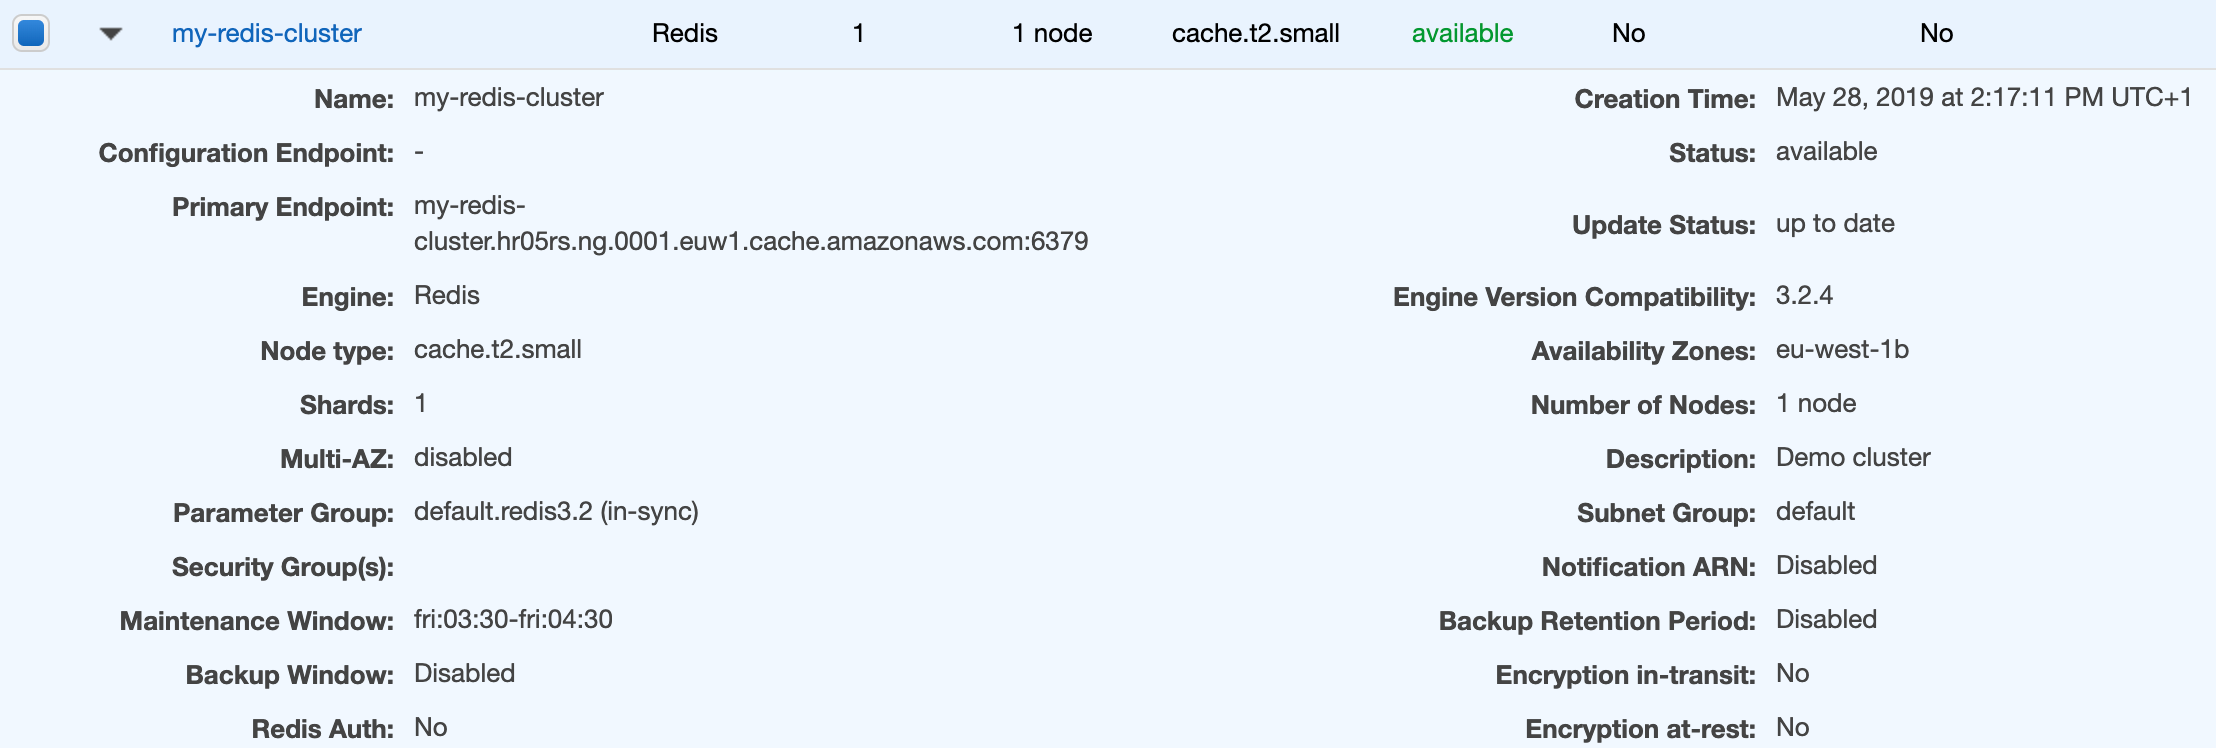 my-redis-cluster Redis 1 1 node cache.t2.small available No No
Name: my-redis-cluster Creation Time: May 28, 2019 at 2:17:11 PM UTC+1
Configuration Endpoint: - Status: available
Primary Endpoint: my-redis-
cluster.hr05rs.ng.0001.euw1.cache.amazonaws.com:6379 Update Status: up to date
Engine: Redis Engine Version Compatibility: 3.2.4
Node type: cache.t2.small Availability Zones: eu-west-1b
Shards: 1 Number of Nodes: 1 node
Multi-AZ: disabled Description: Demo cluster
Parameter Group: default.redis3.2 (in-sync) Subnet Group: default
Security Group(s): Notification ARN: Disabled
Maintenance Window: fri:03:30-fri:04:30 Backup Retention Period: Disabled
Backup Window: Disabled Encryption in-transit: No
Redis Auth: No Encryption at-rest: No